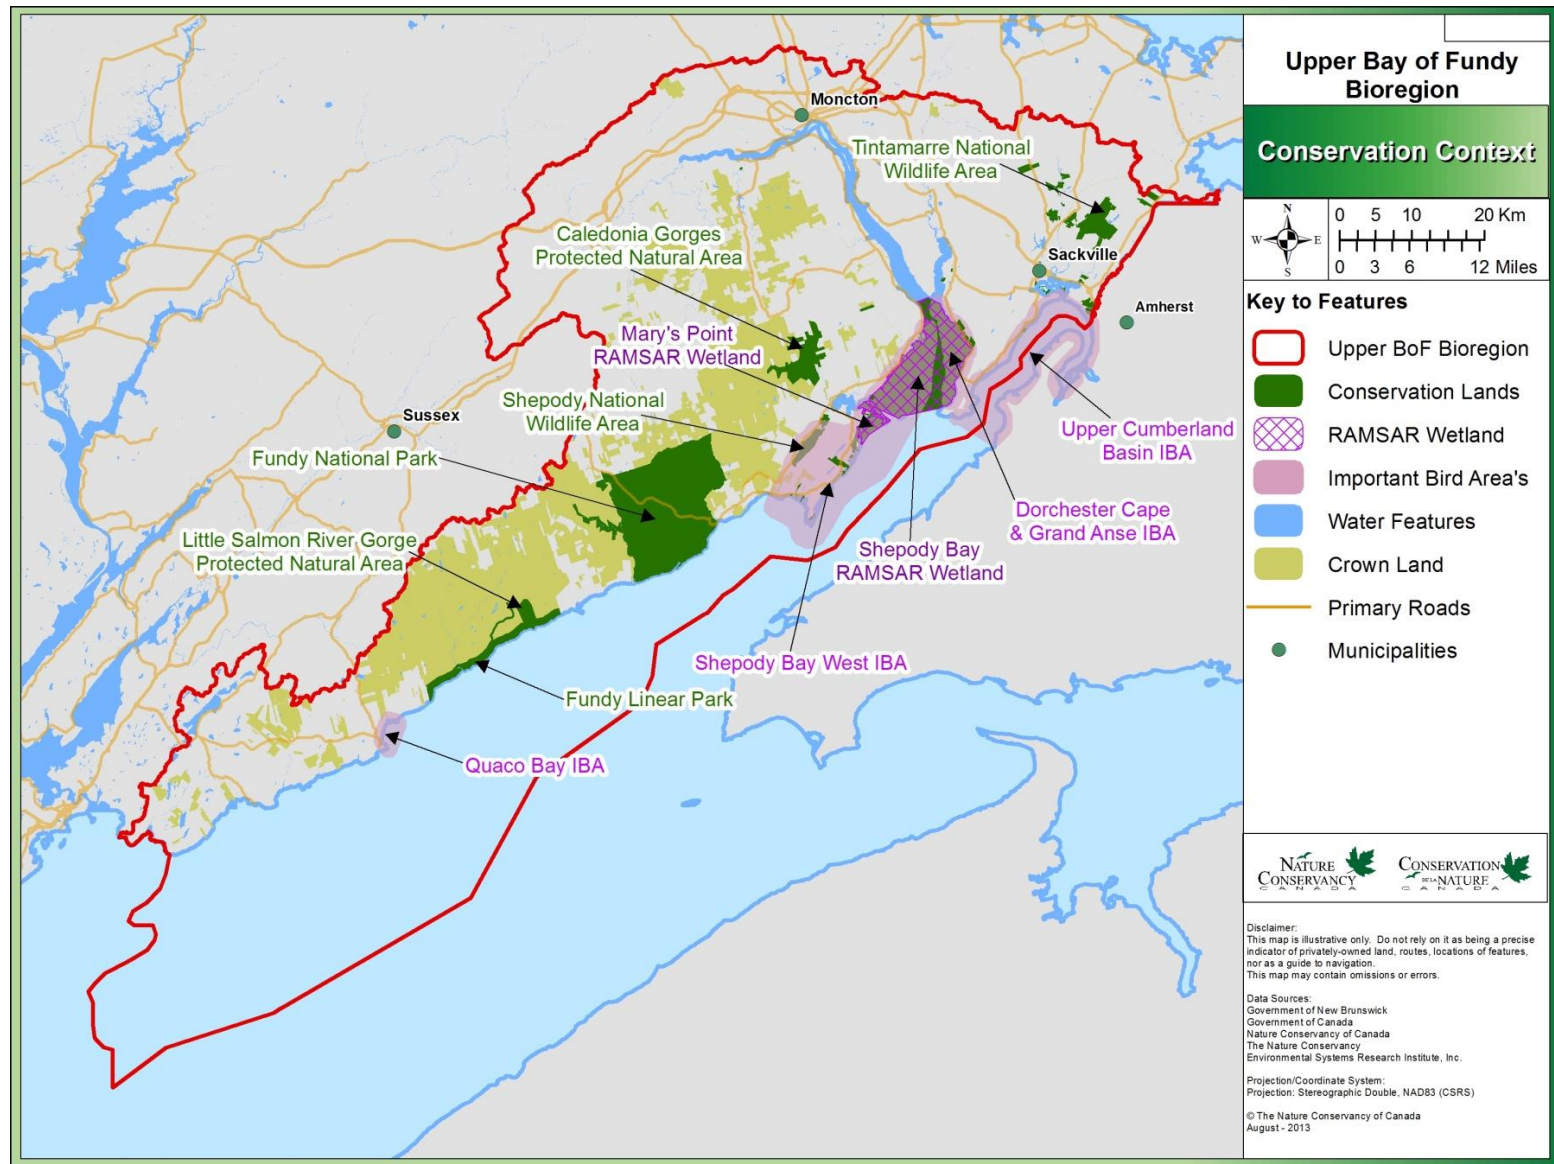 Upper Bay of Fundy
Bioregion
Conservation Context
N
W E
S
0 5 10 20 Km
0 3 6 12 Miles
Key to Features
Upper BoF Bioregion
Conservation Lands
RAMSAR Wetland
Important Bird Area's
Water Features
Crown Land
Primary Roads
Municipalities
Moncton
Tintamarre National
Wildlife Area
Caledonia Gorges
Protected Natural Area
Sackville
Amherst
Mary's Point
RAMSAR Wetland
Shepody National
Wildlife Area
Sussex
Fundy National Park
Upper Cumberland
Basin IBA
Dorchester Cape
& Grand Anse IBA
Little Salmon River Gorge
Protected Natural Area
Shepody Bay
RAMSAR Wetland
Shepody Bay West IBA
Fundy Linear Park
Quaco Bay IBA
NATURE
CONSERVANCY
CANADA
CONSERVATION
DE LA NATURE
CANADA
Disclaimer:
This map is illustrative only. Do not rely on it as being a precise
indicator of privately-owned land, routes, locations of features,
nor as a guide to navigation.
This map may contain omissions or errors.
Data Sources:
Government of New Brunswick
Government of Canada
Nature Conservancy of Canada
The Nature Conservancy
Environmental Systems Research Institute, Inc.
Projection/Coordinate System:
Projection: Stereographic Double, NAD83 (CSRS)
© The Nature Conservancy of Canada
August - 2013